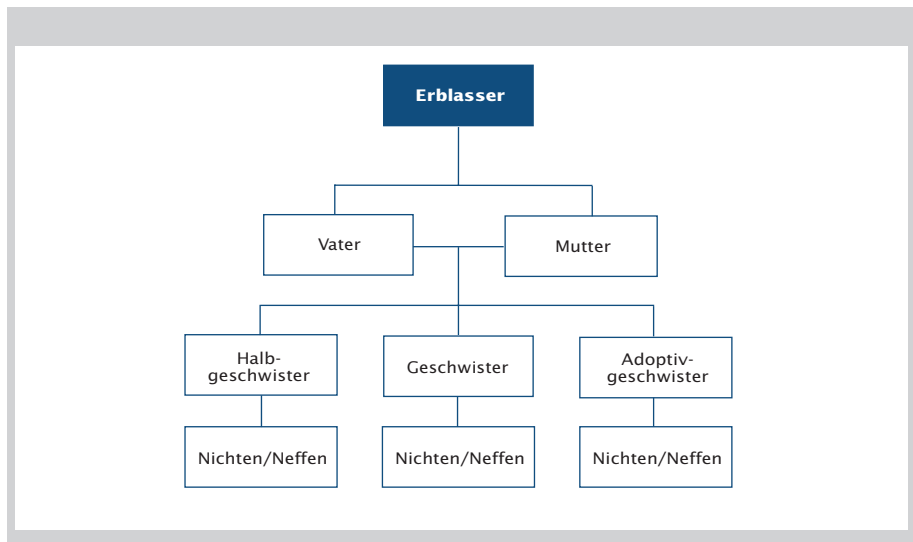 Erblasser
Vater
Mutter
Halb-
geschwister
Geschwister
Adoptiv-
geschwister
Nichten/Neffen
Nichten/Neffen
Nichten/Neffen